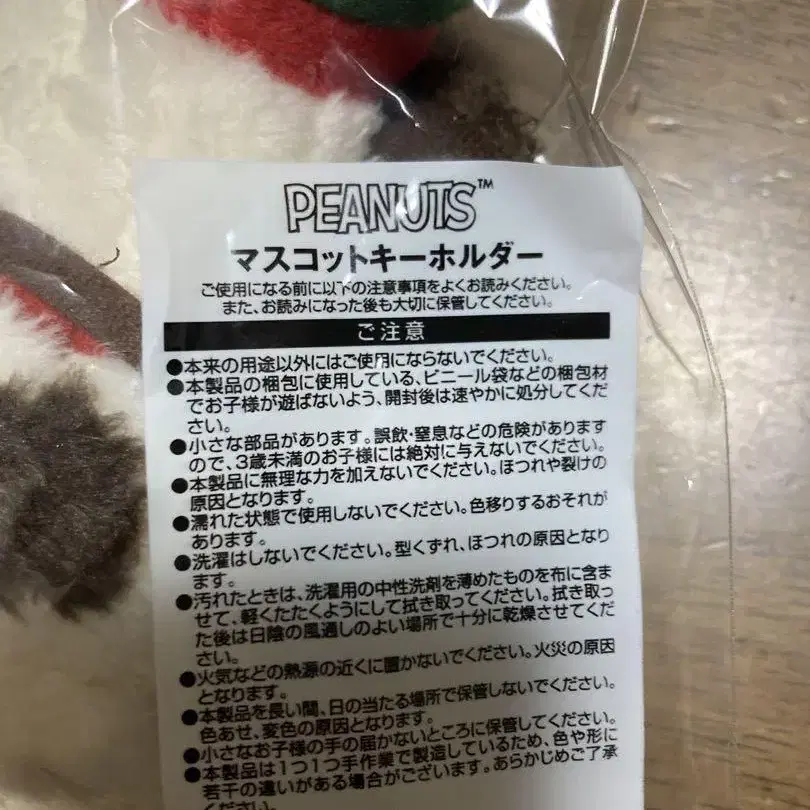 PEANUTS™
マスコットキーホルダー
ご使用になる前に以下の注意事項をよくお読みください。
また、お読みになった後も大切に保管してください。
ご注意
●本来の用途以外にはご使用にならないでください。
●本製品の梱包に使用している、ビニール袋などの梱包材
でお子様が遊ばないよう、開封後は速やかに処分してくだ
さい。
●小さな部品があります。誤飲・窒息などの危険があります
ので、3歳未満のお子様には絶対に与えないでください。
●本製品に無理な力を加えないでください。ほつれや裂けの
原因となります。
●濡れた状態で使用しないでください。色移りするおそれが
あります。
●洗濯はしないでください。型くずれ、ほつれの原因となり
ます。
●汚れたときは、洗濯用の中性洗剤を薄めたものを布に含ま
せて、軽くたたくようにして拭き取ってください。拭き取っ
た後は日陰の風通しのよい場所で十分に乾燥させてくだ
さい。
●火気などの熱源の近くに置かないでください。火災の原因
となります。
●本製品を長い間、日の当たる場所で保管しないでください。
色あせ、変色の原因となります。
●小さなお子様の手の届かないところに保管してください。
●本製品は1つ1つ手作業で製造しているため、色や形に
若干の違いがある場合がございます。あらかじめご了承
ください。